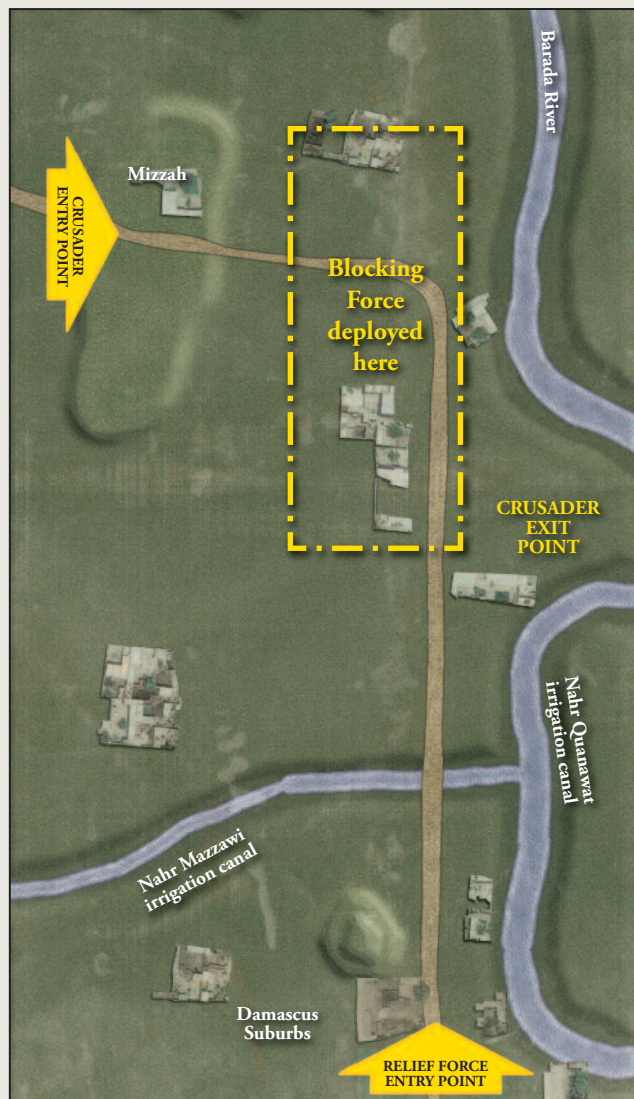 Barada River
Mizzah
CRUSADER
ENTRY POINT
Blocking
Force
deployed
here
CRUSADER
EXIT
POINT
Nahr Quanawat
irrigation canal
Nahr Mazzawi
irrigation canal
Damascus
Suburbs
RELIEF FORCE
ENTRY POINT